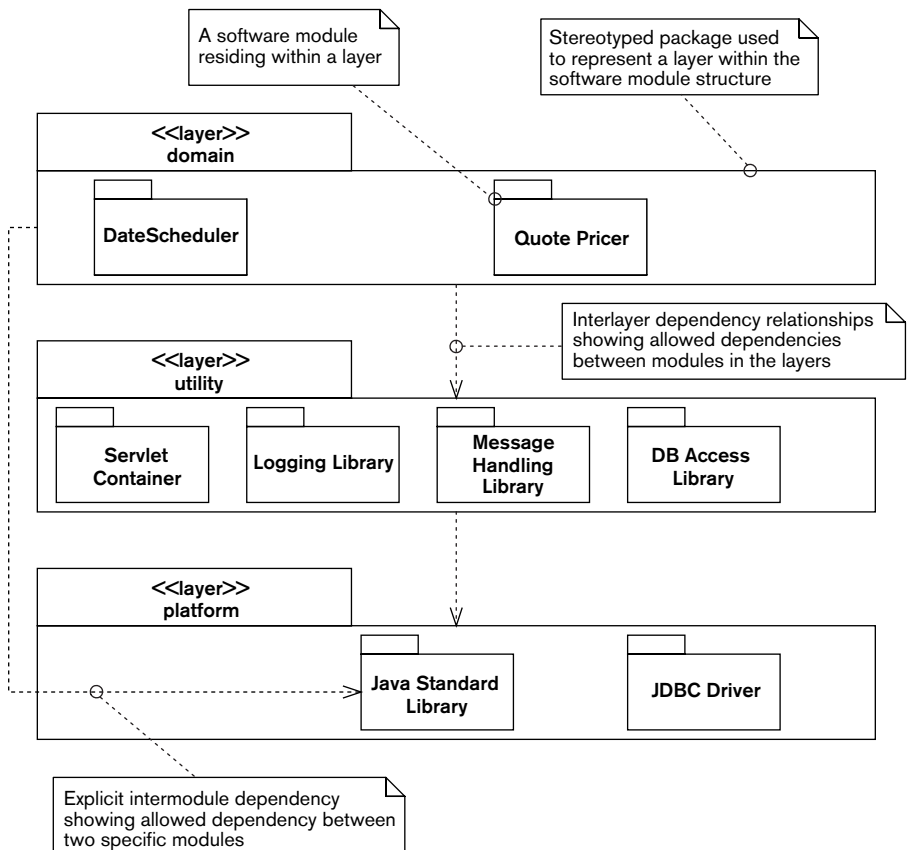 A software module
residing within a layer
Stereotyped package used
to represent a layer within the
software module structure
<<layer>>
domain
DateScheduler
Quote Pricer
Interlayer dependency relationships
showing allowed dependencies
between modules in the layers
<<layer>>
utility
Servlet
Container
Logging Library
Message
Handling
Library
DB Access
Library
<<layer>>
platform
Java Standard
Library
JDBC Driver
Explicit intermodule dependency
showing allowed dependency between
two specific modules